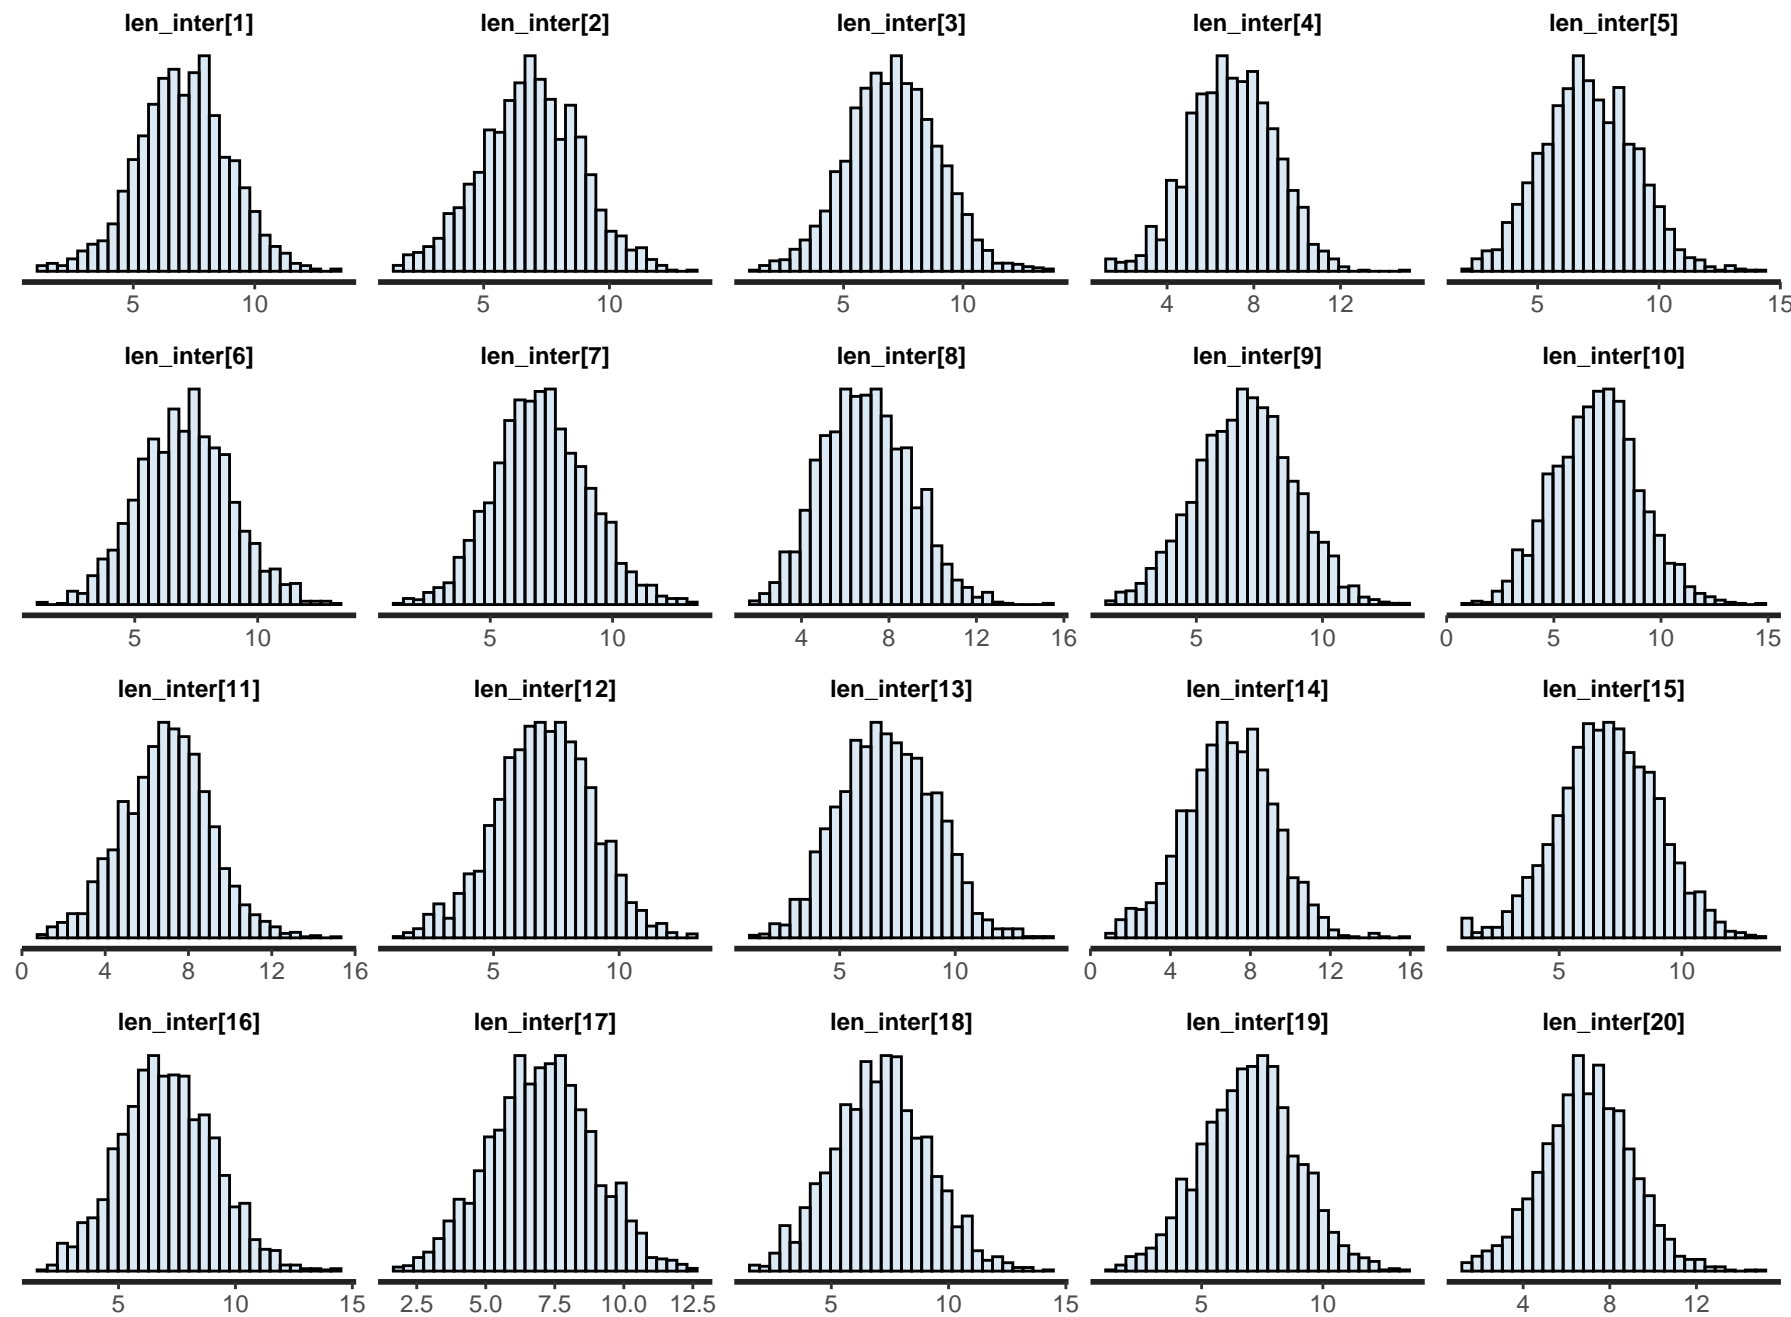 len_inter[1] len_inter[2] len_inter[3] len_inter[4] len_inter[5]
5 10 5 10 5 10 4 8 12 5 10 15
len_inter[6] len_inter[7] len_inter[8] len_inter[9] len_inter[10]
5 10 5 10 4 8 12 16 5 10 0 5 10 15
len_inter[11] len_inter[12] len_inter[13] len_inter[14] len_inter[15]
0 4 8 12 16 5 10 5 10 0 4 8 12 16 5 10
len_inter[16] len_inter[17] len_inter[18] len_inter[19] len_inter[20]
5 10 15 2.5 5.0 7.5 10.0 12.5 5 10 15 5 10 4 8 12